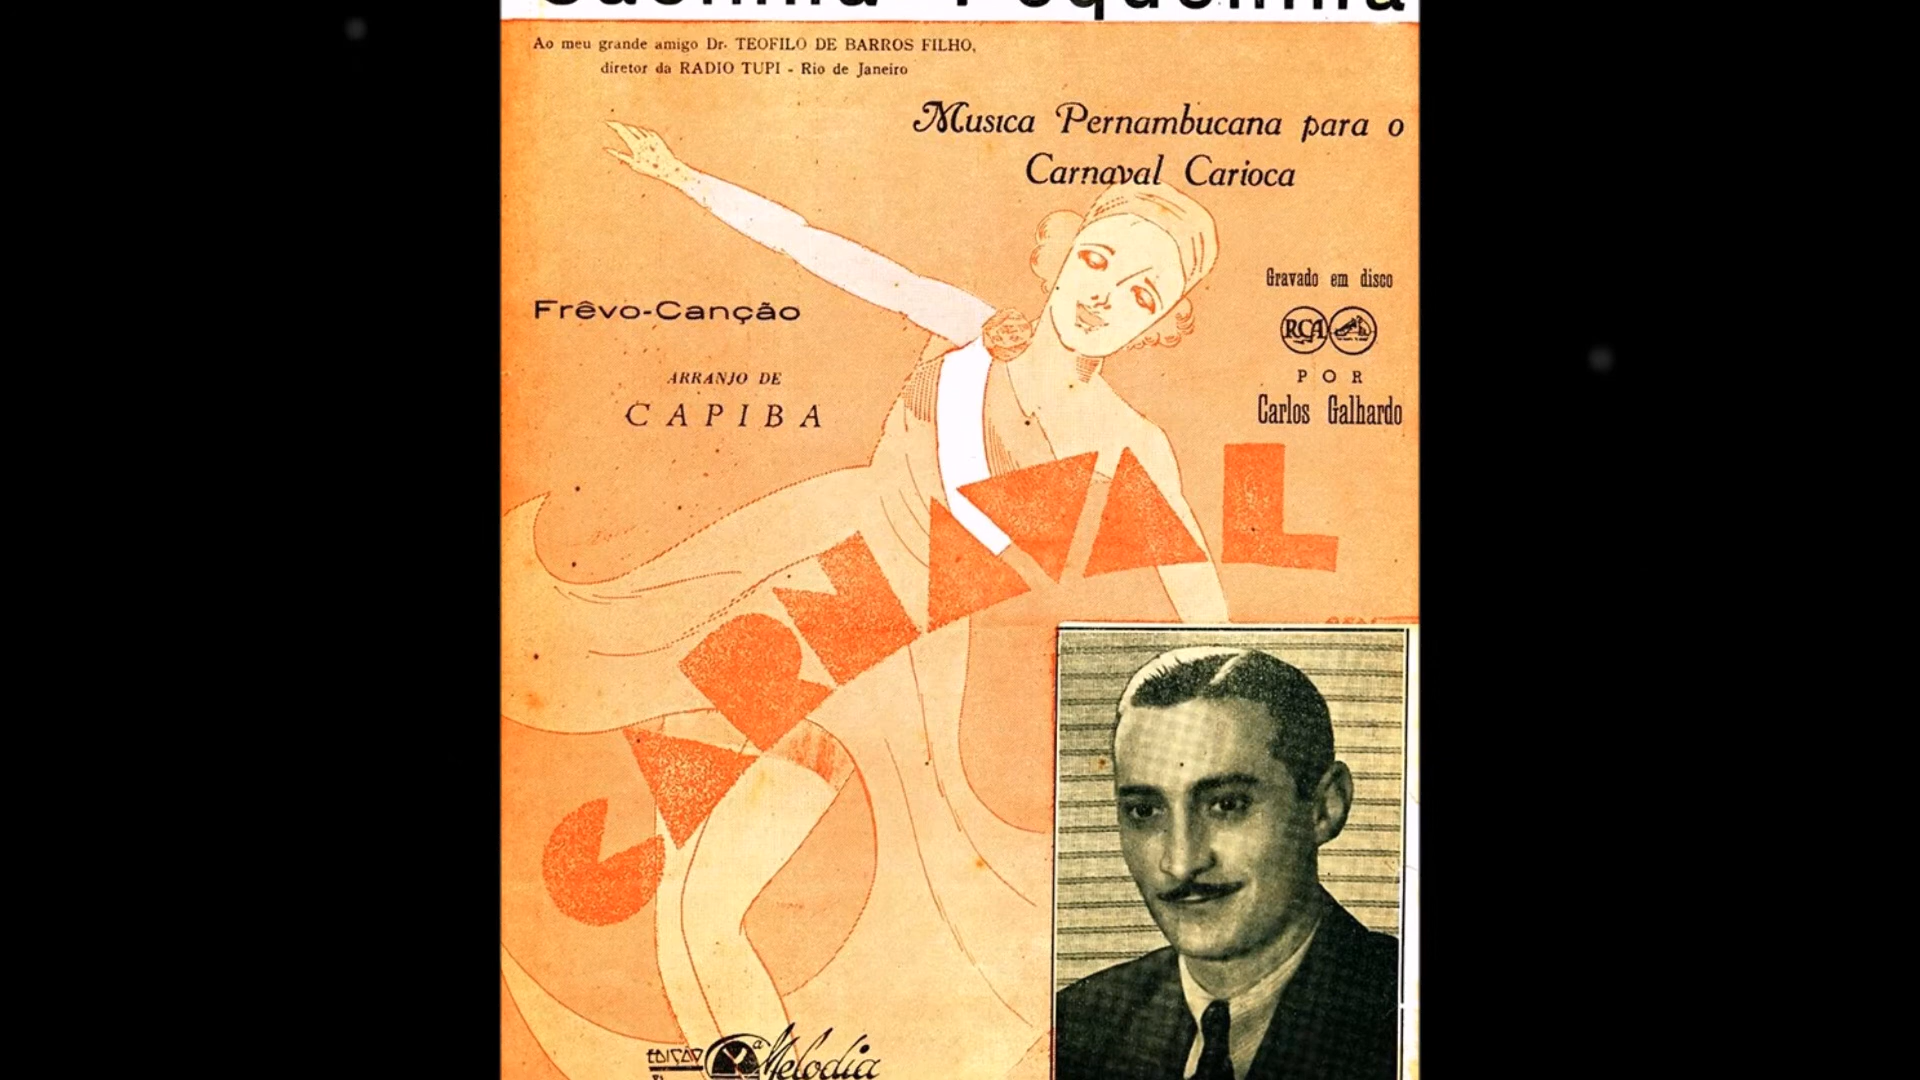 Ao meu grande amigo Dr. TEOFILO DE BARROS FILHO,
diretor da RADIO TUPI - Rio de Janeiro
Musica Pernambucana para o
Carnaval Carioca
Gravado em disco
RCA
POR
Carlos Galhardo
Frêvo-Canção
ARRANJO DE
CAPIBA
CARNAVAL
EDIÇÃO
A Melodia